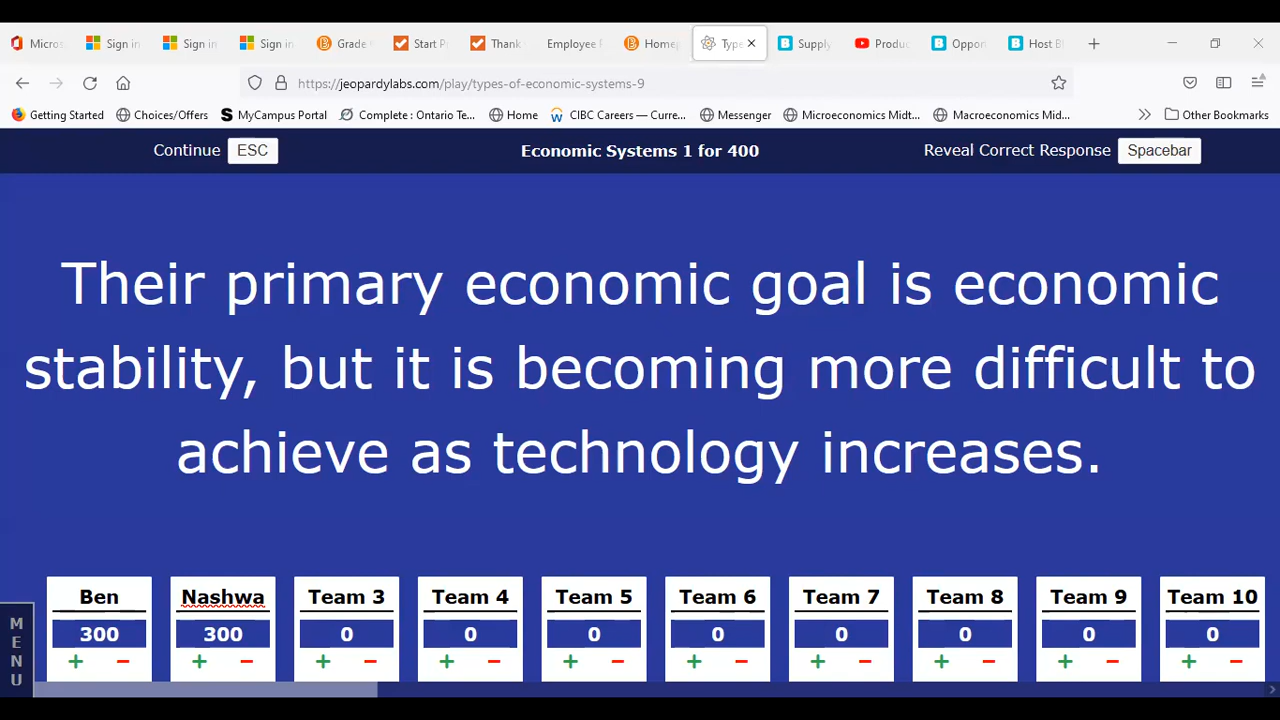 Micros Sign in Sign in Sign in Grade Start P Thank Employee F Home Type Supply Produc Opport Host B
https://jeopardylabs.com/play/types-of-economic-systems-9
Getting Started Choices/Offers MyCampus Portal Complete : Ontario Te... Home CIBC Careers — Curre... Messenger Microeconomics Midt... Macroeconomics Mid... Other Bookmarks
Continue ESC Economic Systems 1 for 400 Reveal Correct Response Spacebar
Their primary economic goal is economic
stability, but it is becoming more difficult to
achieve as technology increases.
MENU
Ben Nashwa Team 3 Team 4 Team 5 Team 6 Team 7 Team 8 Team 9 Team 10
300 300 0 0 0 0 0 0 0 0
+ − + − + − + − + − + − + − + − + − + −